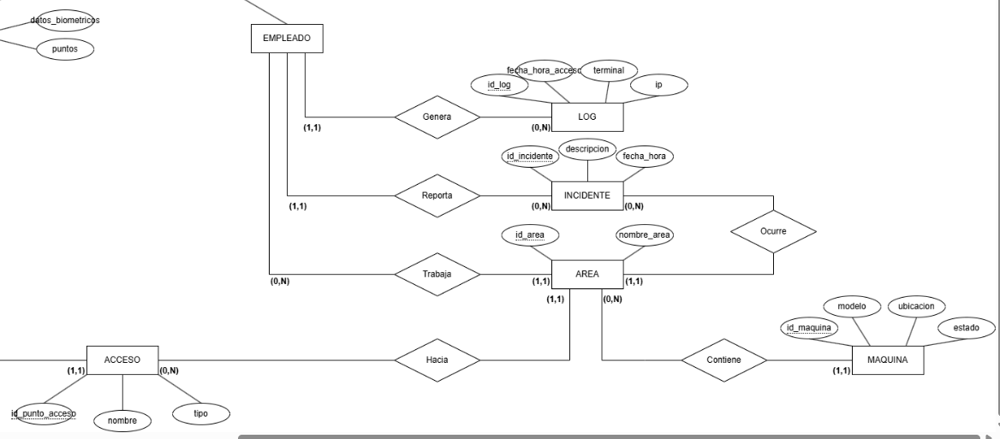 datos_biometricos
puntos
EMPLEADO
fecha_hora_acceso
terminal
id_log
ip
Genera
LOG
(1,1)
(0,N)
descripcion
id_incidente
fecha_hora
Reporta
INCIDENTE
(1,1)
(0,N)
(0,N)
Ocurre
id_area
nombre_area
Trabaja
AREA
(0,N)
(1,1)
(1,1)
(1,1)
(0,N)
modelo
ubicacion
id_maquina
estado
ACCESO
Hacia
Contiene
MAQUINA
(1,1)
(0,N)
(1,1)
id_punto_acceso
nombre
tipo